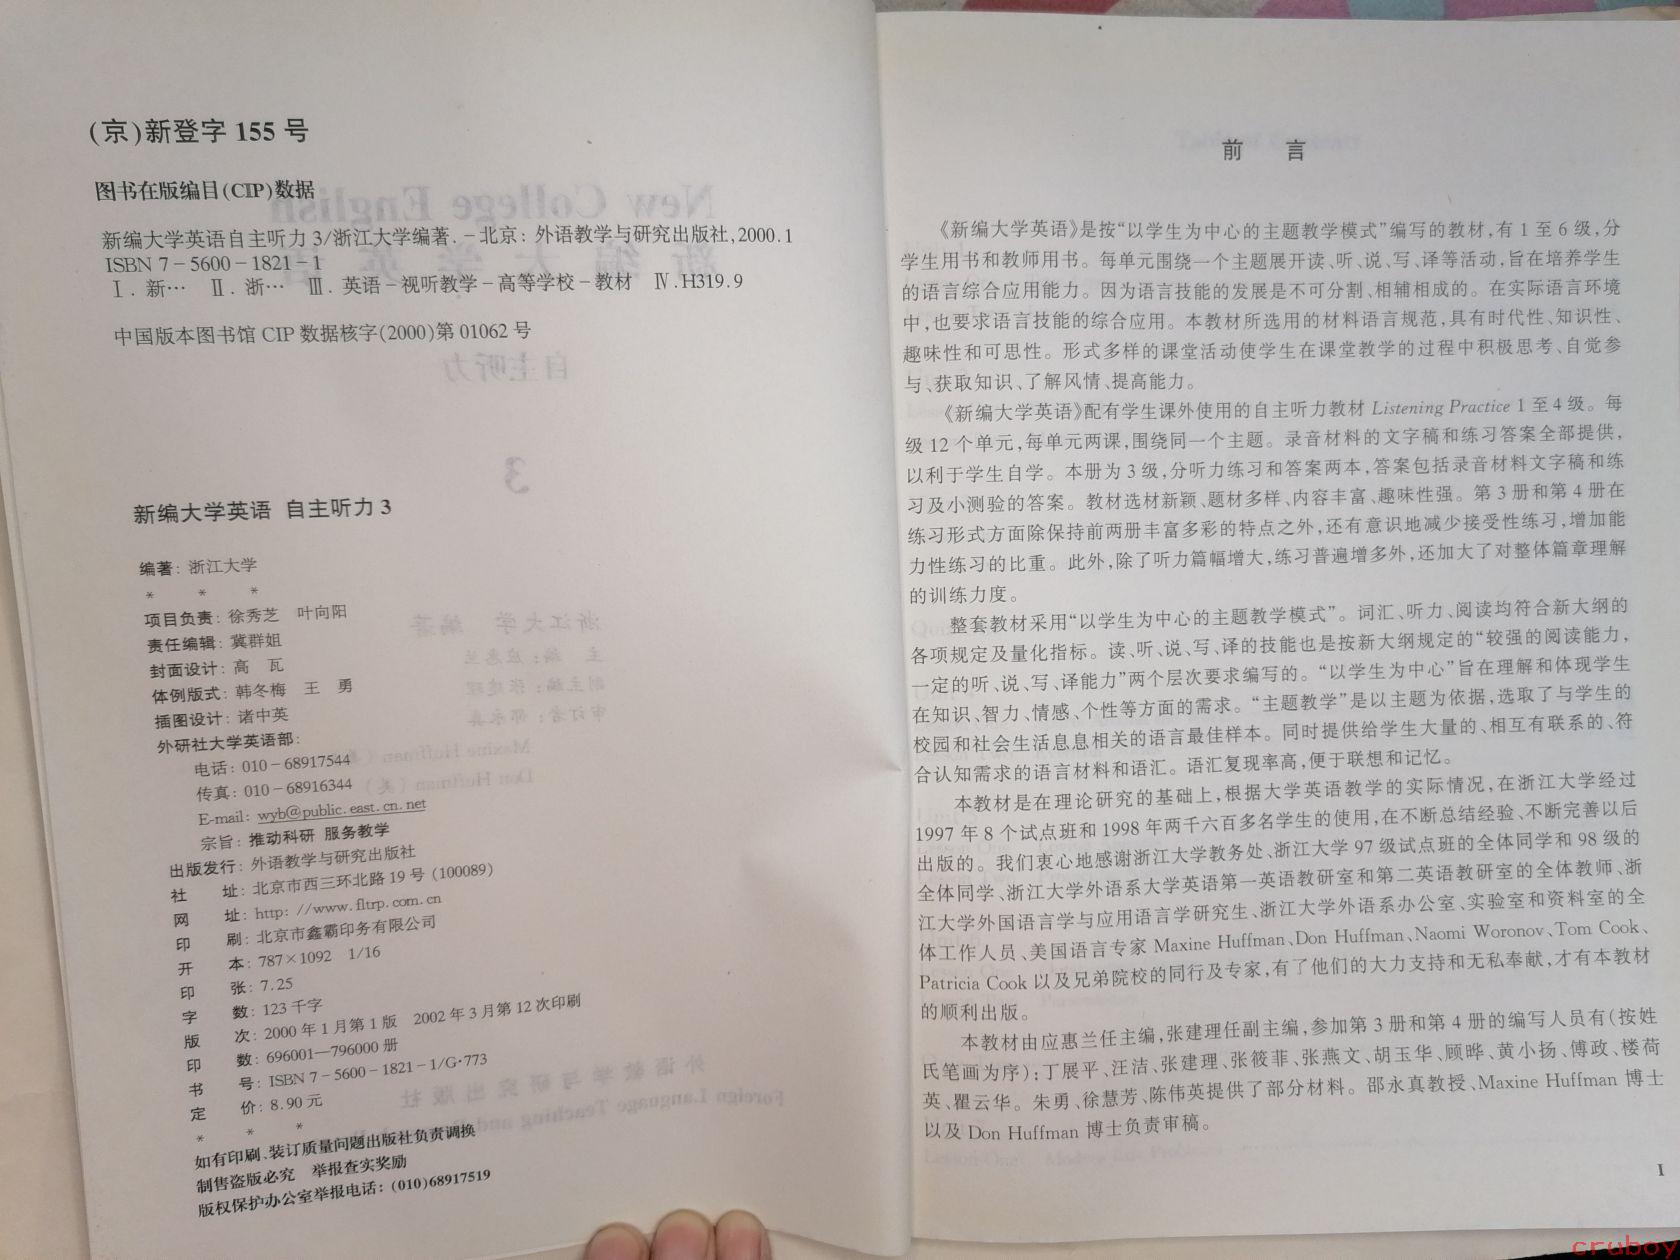 (京)新登字 155 号
图书在版编目(CIP)数据
新编大学英语自主听力 3/浙江大学编著.－北京: 外语教学与研究出版社,2000.1
ISBN 7－5600－1821－1
Ⅰ. 新… Ⅱ. 浙… Ⅲ. 英语－视听教学－高等学校－教材 Ⅳ.H319.9
中国版本图书馆 CIP 数据核字(2000)第 01062 号
新编大学英语 自主听力 3
编著: 浙江大学
* * *
项目负责: 徐秀芝 叶向阳
责任编辑: 冀群姐
封面设计: 高 瓦
体例版式: 韩冬梅 王 勇
插图设计: 诸中英
外研社大学英语部:
电话: 010－68917544
传真: 010－68916344
E-mail: wyb@public.east.cn.net
宗旨: 推动科研 服务教学
出版发行: 外语教学与研究出版社
社 址: 北京市西三环北路 19 号 (100089)
网 址: http: //www.fltrp.com.cn
印 刷: 北京市鑫霸印务有限公司
开 本: 787×1092 1/16
印 张: 7.25
字 数: 123 千字
版 次: 2000 年 1 月第 1 版 2002 年 3 月第 12 次印刷
印 数: 696001—796000 册
书 号: ISBN 7－5600－1821－1/G·773
定 价: 8.90 元
* * *
如有印刷、装订质量问题出版社负责调换
制售盗版必究 举报查实奖励
版权保护办公室举报电话: (010)68917519
前 言
《新编大学英语》是按“以学生为中心的主题教学模式”编写的教材,有 1 至 6 级,分
学生用书和教师用书。每单元围绕一个主题展开读、听、说、写、译等活动,旨在培养学生
的语言综合应用能力。因为语言技能的发展是不可分割、相辅相成的。在实际语言环境
中,也要求语言技能的综合应用。本教材所选用的材料语言规范,具有时代性、知识性、
趣味性和可思性。形式多样的课堂活动使学生在课堂教学的过程中积极思考、自觉参
与、获取知识、了解风情、提高能力。
《新编大学英语》配有学生课外使用的自主听力教材 Listening Practice 1 至 4 级。每
级 12 个单元,每单元两课,围绕同一个主题。录音材料的文字稿和练习答案全部提供,
以利于学生自学。本册为 3 级,分听力练习和答案两本,答案包括录音材料文字稿和练
习及小测验的答案。教材选材新颖、题材多样、内容丰富、趣味性强。第 3 册和第 4 册在
练习形式方面除保持前两册丰富多彩的特点之外,还有意识地减少接受性练习,增加能
力性练习的比重。此外,除了听力篇幅增大,练习普遍增多外,还加大了对整体篇章理解
的训练力度。
整套教材采用“以学生为中心的主题教学模式”。词汇、听力、阅读均符合新大纲的
各项规定及量化指标。读、听、说、写、译的技能也是按新大纲规定的“较强的阅读能力,
一定的听、说、写、译能力”两个层次要求编写的。“以学生为中心”旨在理解和体现学生
在知识、智力、情感、个性等方面的需求。“主题教学”是以主题为依据,选取了与学生的
校园和社会生活息息相关的语言最佳样本。同时提供给学生大量的、相互有联系的、符
合认知需求的语言材料和语汇。语汇复现率高,便于联想和记忆。
本教材是在理论研究的基础上,根据大学英语教学的实际情况,在浙江大学经过
1997 年 8 个试点班和 1998 年两千六百多名学生的使用,在不断总结经验、不断完善以后
出版的。我们衷心地感谢浙江大学教务处、浙江大学 97 级试点班的全体同学和 98 级的
全体同学、浙江大学外语系大学英语第一英语教研室和第二英语教研室的全体教师、浙
江大学外国语言学与应用语言学研究生、浙江大学外语系办公室、实验室和资料室的全
体工作人员、美国语言专家 Maxine Huffman、Don Huffman、Naomi Woronov、Tom Cook、
Patricia Cook 以及兄弟院校的同行及专家,有了他们的大力支持和无私奉献,才有本教材
的顺利出版。
本教材由应惠兰任主编,张建理任副主编,参加第 3 册和第 4 册的编写人员有(按姓
氏笔画为序):丁展平、汪洁、张建理、张筱菲、张燕文、胡玉华、顾晔、黄小扬、傅政、楼荷
英、瞿云华。朱勇、徐慧芳、陈伟英提供了部分材料。邵永真教授、Maxine Huffman 博士
以及 Don Huffman 博士负责审稿。
I
cruboy